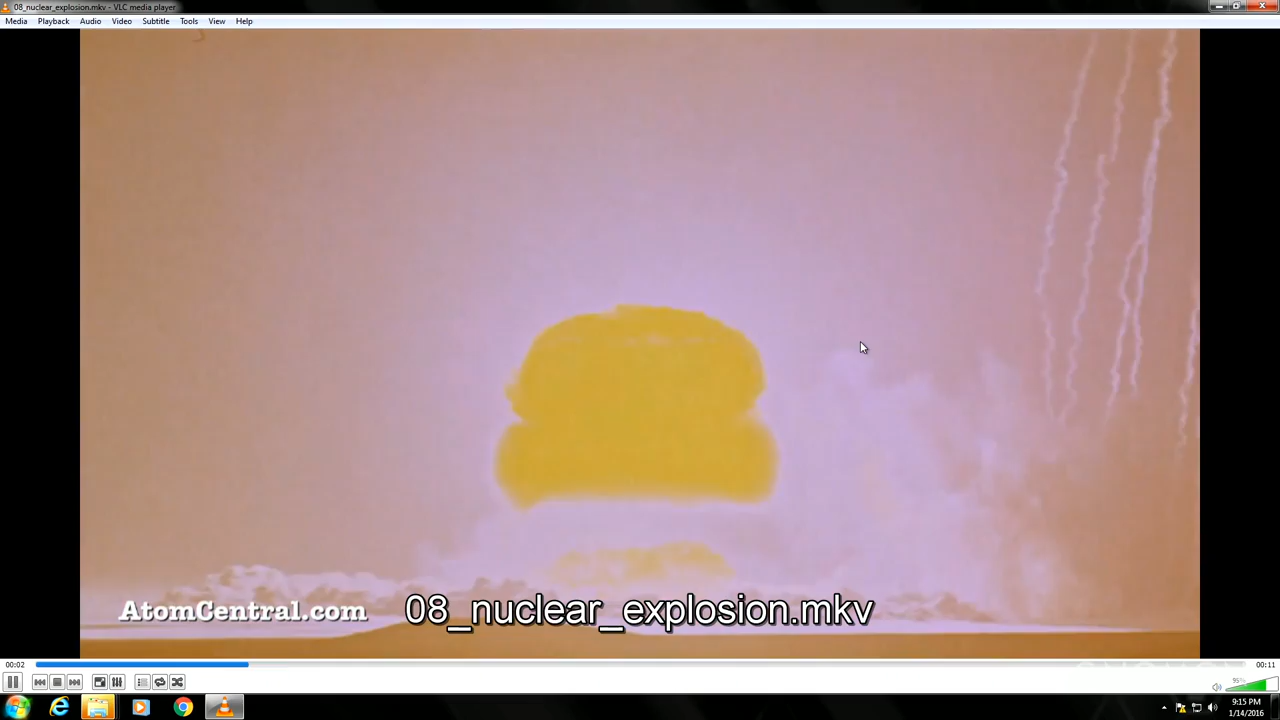 08_nuclear_explosion.mkv - VLC media player
Media Playback Audio Video Subtitle Tools View Help
AtomCentral.com
08_nuclear_explosion.mkv
00:02
00:11
95%
9:15 PM
1/14/2016